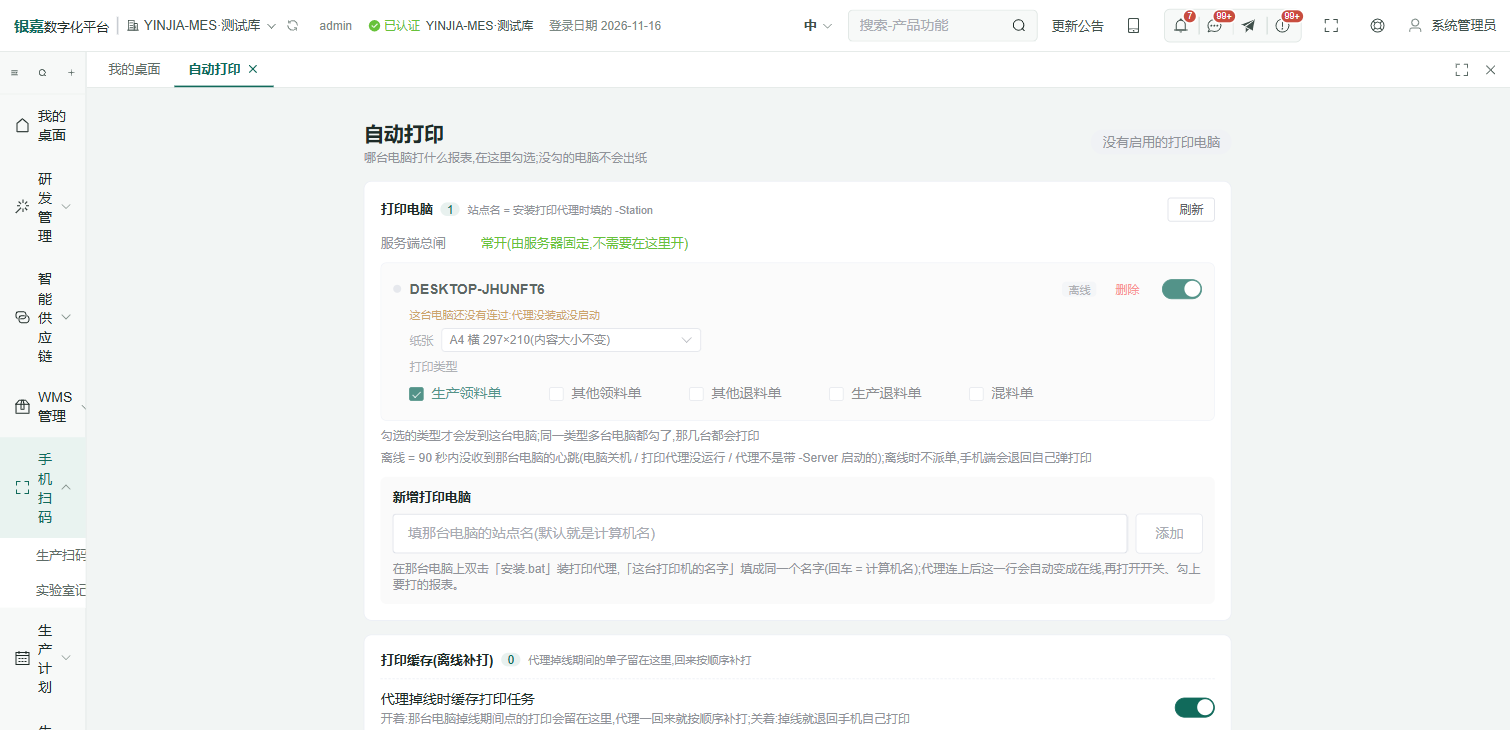 银嘉数字化平台 YINJIA-MES·测试库 admin 已认证 YINJIA-MES·测试库 登录日期 2026-11-16 中 搜索-产品功能 更新公告 7 99+ 99+ 系统管理员
我的桌面 自动打印
我的
桌面
研
发
管
理
智
能
供
应
链
WMS
管理
手
机
扫
码
生产扫码
实验室记
生
产
计
划
自动打印
哪台电脑打什么报表,在这里勾选;没勾的电脑不会出纸
没有启用的打印电脑
打印电脑 1 站点名 = 安装打印代理时填的 -Station 刷新
服务端总闸 常开(由服务器固定,不需要在这里开)
DESKTOP-JHUNFT6 离线 删除
这台电脑还没有连过:代理没装或没启动
纸张 A4 横 297×210(内容大小不变)
打印类型
生产领料单 其他领料单 其他退料单 生产退料单 混料单
勾选的类型才会发到这台电脑;同一类型多台电脑都勾了,那几台都会打印
离线 = 90 秒内没收到那台电脑的心跳(电脑关机 / 打印代理没运行 / 代理不是带 -Server 启动的);离线时不派单,手机端会退回自己弹打印
新增打印电脑
填那台电脑的站点名(默认就是计算机名) 添加
在那台电脑上双击「安装.bat」装打印代理,「这台打印机的名字」填成同一个名字(回车 = 计算机名);代理连上后这一行会自动变成在线,再打开开关、勾上
要打的报表。
打印缓存(离线补打) 0 代理掉线期间的单子留在这里,回来按顺序补打
代理掉线时缓存打印任务
开着:那台电脑掉线期间点的打印会留在这里,代理一回来就按顺序补打;关着:掉线就退回手机自己打印